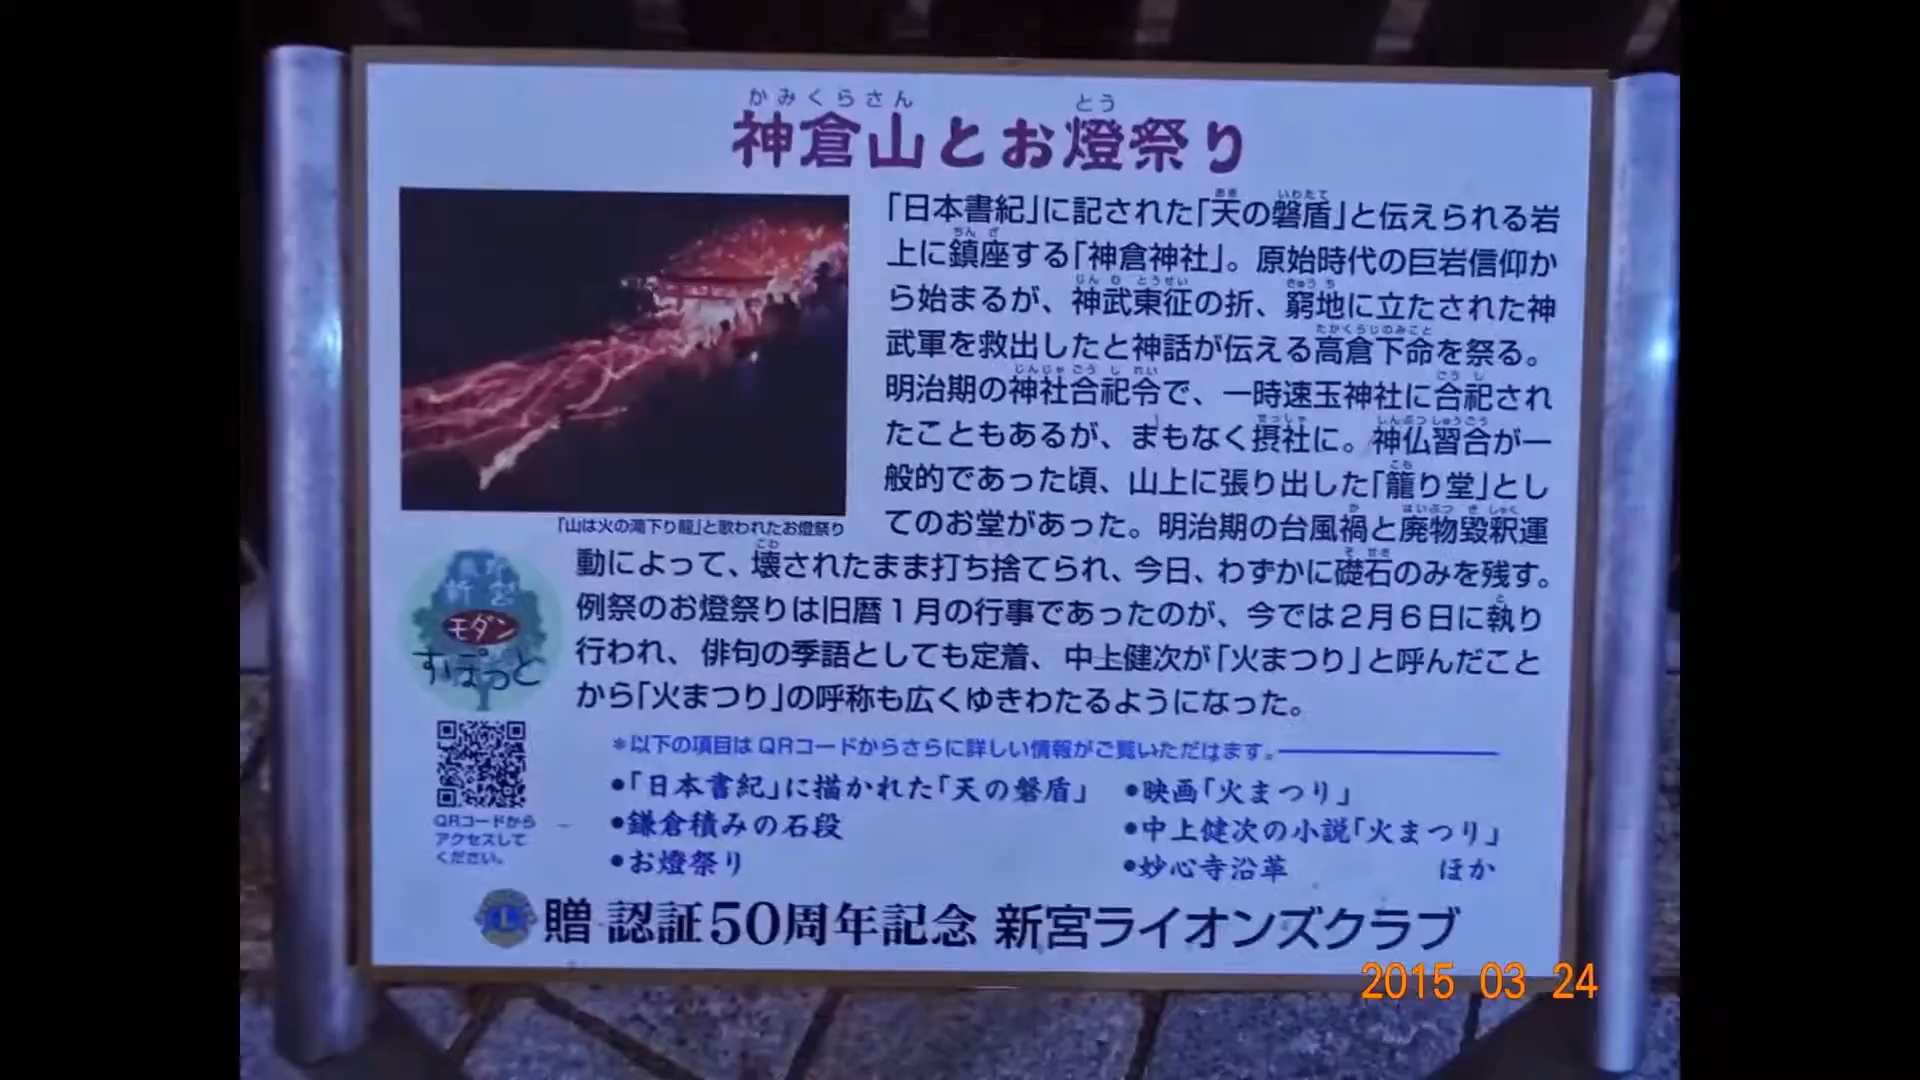 かみくらさん とう
神倉山とお燈祭り
「日本書紀」に記された「天の磐盾」と伝えられる岩
上に鎮座する「神倉神社」。原始時代の巨岩信仰か
ら始まるが、神武東征の折、窮地に立たされた神
武軍を救出したと神話が伝える高倉下命を祭る。
明治期の神社合祀令で、一時速玉神社に合祀され
たこともあるが、まもなく摂社に。神仏習合が一
般的であった頃、山上に張り出した「籠り堂」とし
てのお堂があった。明治期の台風禍と廃物毀釈運
動によって、壊されたまま打ち捨てられ、今日、わずかに礎石のみを残す。
例祭のお燈祭りは旧暦1月の行事であったのが、今では2月6日に執り
行われ、俳句の季語としても定着、中上健次が「火まつり」と呼んだこと
から「火まつり」の呼称も広くゆきわたるようになった。
「山は火の滝下り龍」と歌われたお燈祭り
新宮
モダン
すぽっと
QRコードから
アクセスして
ください。
＊以下の項目はQRコードからさらに詳しい情報がご覧いただけます。
●「日本書紀」に描かれた「天の磐盾」 ●映画「火まつり」
●鎌倉積みの石段 ●中上健次の小説「火まつり」
●お燈祭り ●妙心寺沿革 ほか
L 贈 認証50周年記念 新宮ライオンズクラブ
2015 03 24